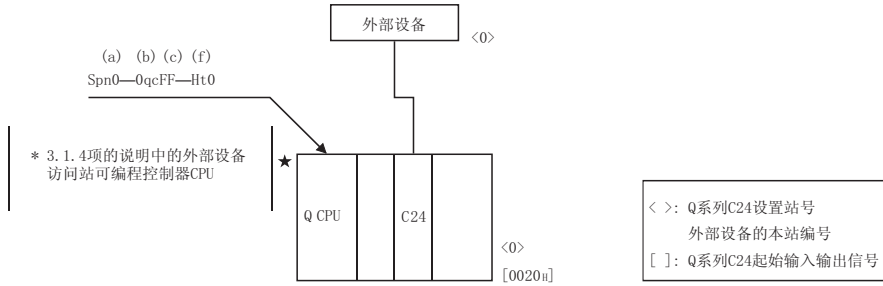 外部设备
<0>
(a) (b) (c) (f)
Spn0—0qcFF—Ht0
* 3.1.4项的说明中的外部设备
访问站可编程控制器CPU
★
Q CPU
C24
<0>
[0020H]
< >: Q系列C24设置站号
外部设备的本站编号
[ ]: Q系列C24起始输入输出信号